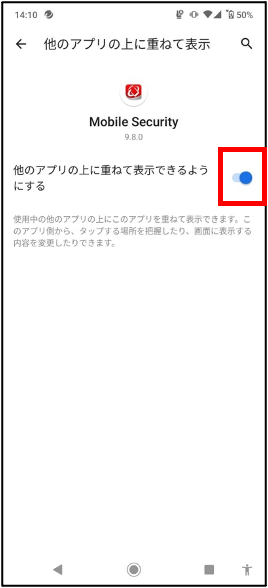 14:10 50%
他のアプリの上に重ねて表示
Mobile Security
9.8.0
他のアプリの上に重ねて表示できるよう
にする
使用中の他のアプリの上にこのアプリを重ねて表示できます。こ
のアプリ側から、タップする場所を把握したり、画面に表示する
内容を変更したりできます。